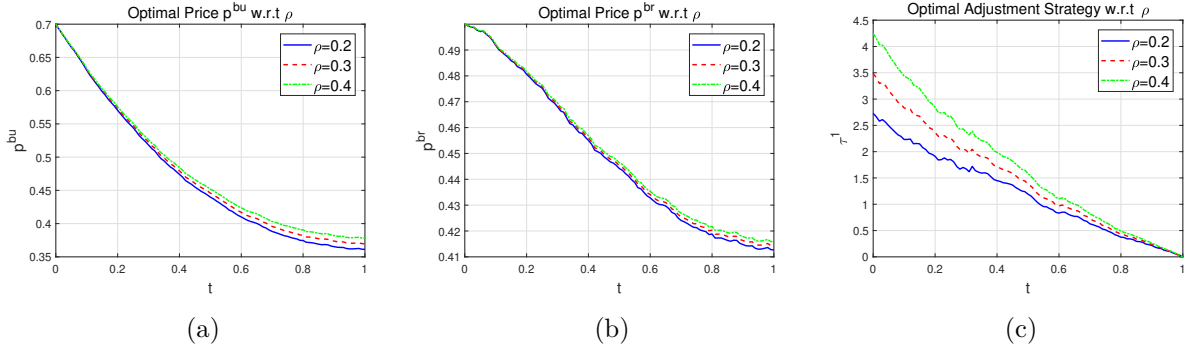 Optimal Price p^bu w.r.t ρ
0.7
0.65
0.6
0.55
0.5
0.45
0.4
0.35
p^bu
0
0.2
0.4
0.6
0.8
1
t
ρ=0.2
ρ=0.3
ρ=0.4
(a)
Optimal Price p^br w.r.t ρ
0.49
0.48
0.47
0.46
0.45
0.44
0.43
0.42
0.41
p^br
0
0.2
0.4
0.6
0.8
1
t
ρ=0.2
ρ=0.3
ρ=0.4
(b)
Optimal Adjustment Strategy w.r.t ρ
4.5
4
3.5
3
2.5
2
1.5
1
0.5
0
τ^1
0
0.2
0.4
0.6
0.8
1
t
ρ=0.2
ρ=0.3
ρ=0.4
(c)